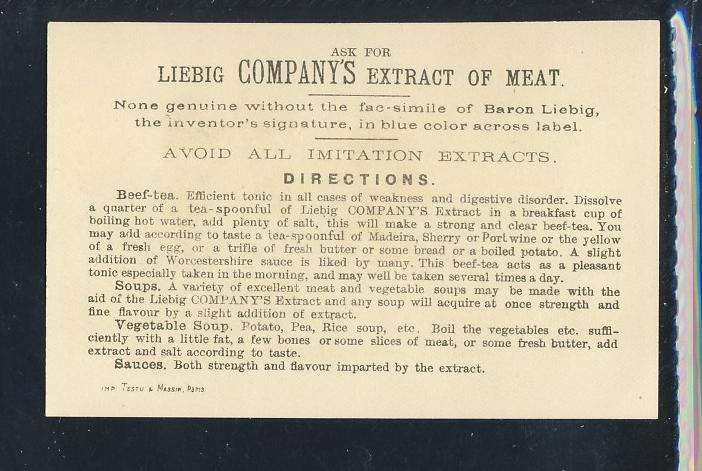 ASK FOR
LIEBIG COMPANY'S EXTRACT OF MEAT.
None genuine without the fac-simile of Baron Liebig,
the inventor's signature, in blue color across label.
AVOID ALL IMITATION EXTRACTS.
DIRECTIONS.
Beef-tea. Efficient tonic in all cases of weakness and digestive disorder. Dissolve
a quarter of a tea-spoonful of Liebig COMPANY'S Extract in a breakfast cup of
boiling hot water, add plenty of salt, this will make a strong and clear beef-tea. You
may add according to taste a tea-spoonful of Madeira, Sherry or Portwine or the yellow
of a fresh egg, or a trifle of fresh butter or some bread or a boiled potato. A slight
addition of Worcestershire sauce is liked by many. This beef-tea acts as a pleasant
tonic especially taken in the morning, and may well be taken several times a day.
Soups. A variety of excellent meat and vegetable soups may be made with the
aid of the Liebig COMPANY'S Extract and any soup will acquire at once strength and
fine flavour by a slight addition of extract.
Vegetable Soup. Potato, Pea, Rice soup, etc. Boil the vegetables etc. suffi-
ciently with a little fat, a few bones or some slices of meat, or some fresh butter, add
extract and salt according to taste.
Sauces. Both strength and flavour imparted by the extract.
IMP. TESTU & MASSIN, PARIS